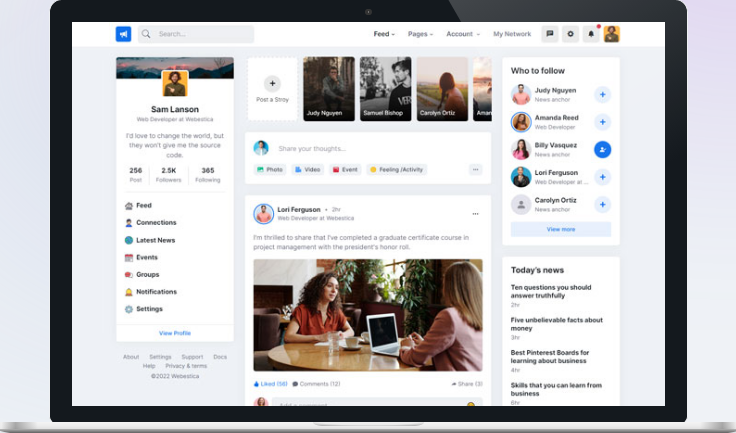 Search...
Feed
Pages
Account
My Network
Sam Lanson
Web Developer at Webestica
I'd love to change the world, but
they won't give me the source
code.
256
2.5K
365
Post
Followers
Following
Feed
Connections
Latest News
Events
Groups
Notifications
Settings
View Profile
About Settings Support Docs
Help Privacy & terms
©2022 Webestica
Post a Stroy
Judy Nguyen
Samuel Bishop
Carolyn Ortiz
Aman
Share your thoughts...
Photo
Video
Event
Feeling /Activity
Lori Ferguson • 2hr
Web Developer at Webestica
I'm thrilled to share that I've completed a graduate certificate course in
project management with the president's honor roll.
Liked (56)
Comments (12)
Share (3)
Add a comment...
Who to follow
Judy Nguyen
News anchor
Amanda Reed
Web Developer
Billy Vasquez
News anchor
Lori Ferguson
Web Developer at ...
Carolyn Ortiz
News anchor
View more
Today's news
Ten questions you should
answer truthfully
2hr
Five unbelievable facts about
money
3hr
Best Pinterest Boards for
learning about business
4hr
Skills that you can learn from
business
6hr